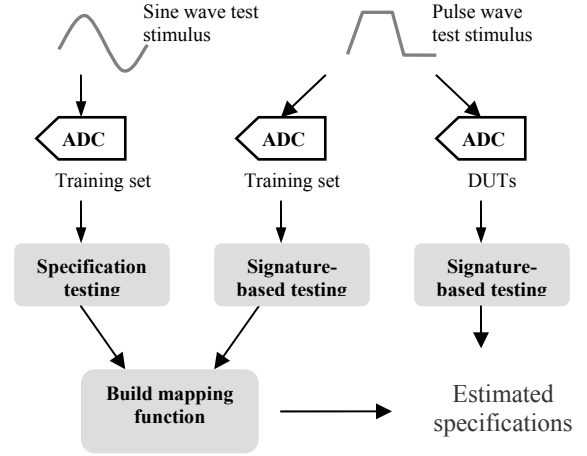 Sine wave test
stimulus
Pulse wave
test stimulus
ADC
ADC
ADC
Training set
Training set
DUTs
Specification
testing
Signature-
based testing
Signature-
based testing
Build mapping
function
Estimated
specifications